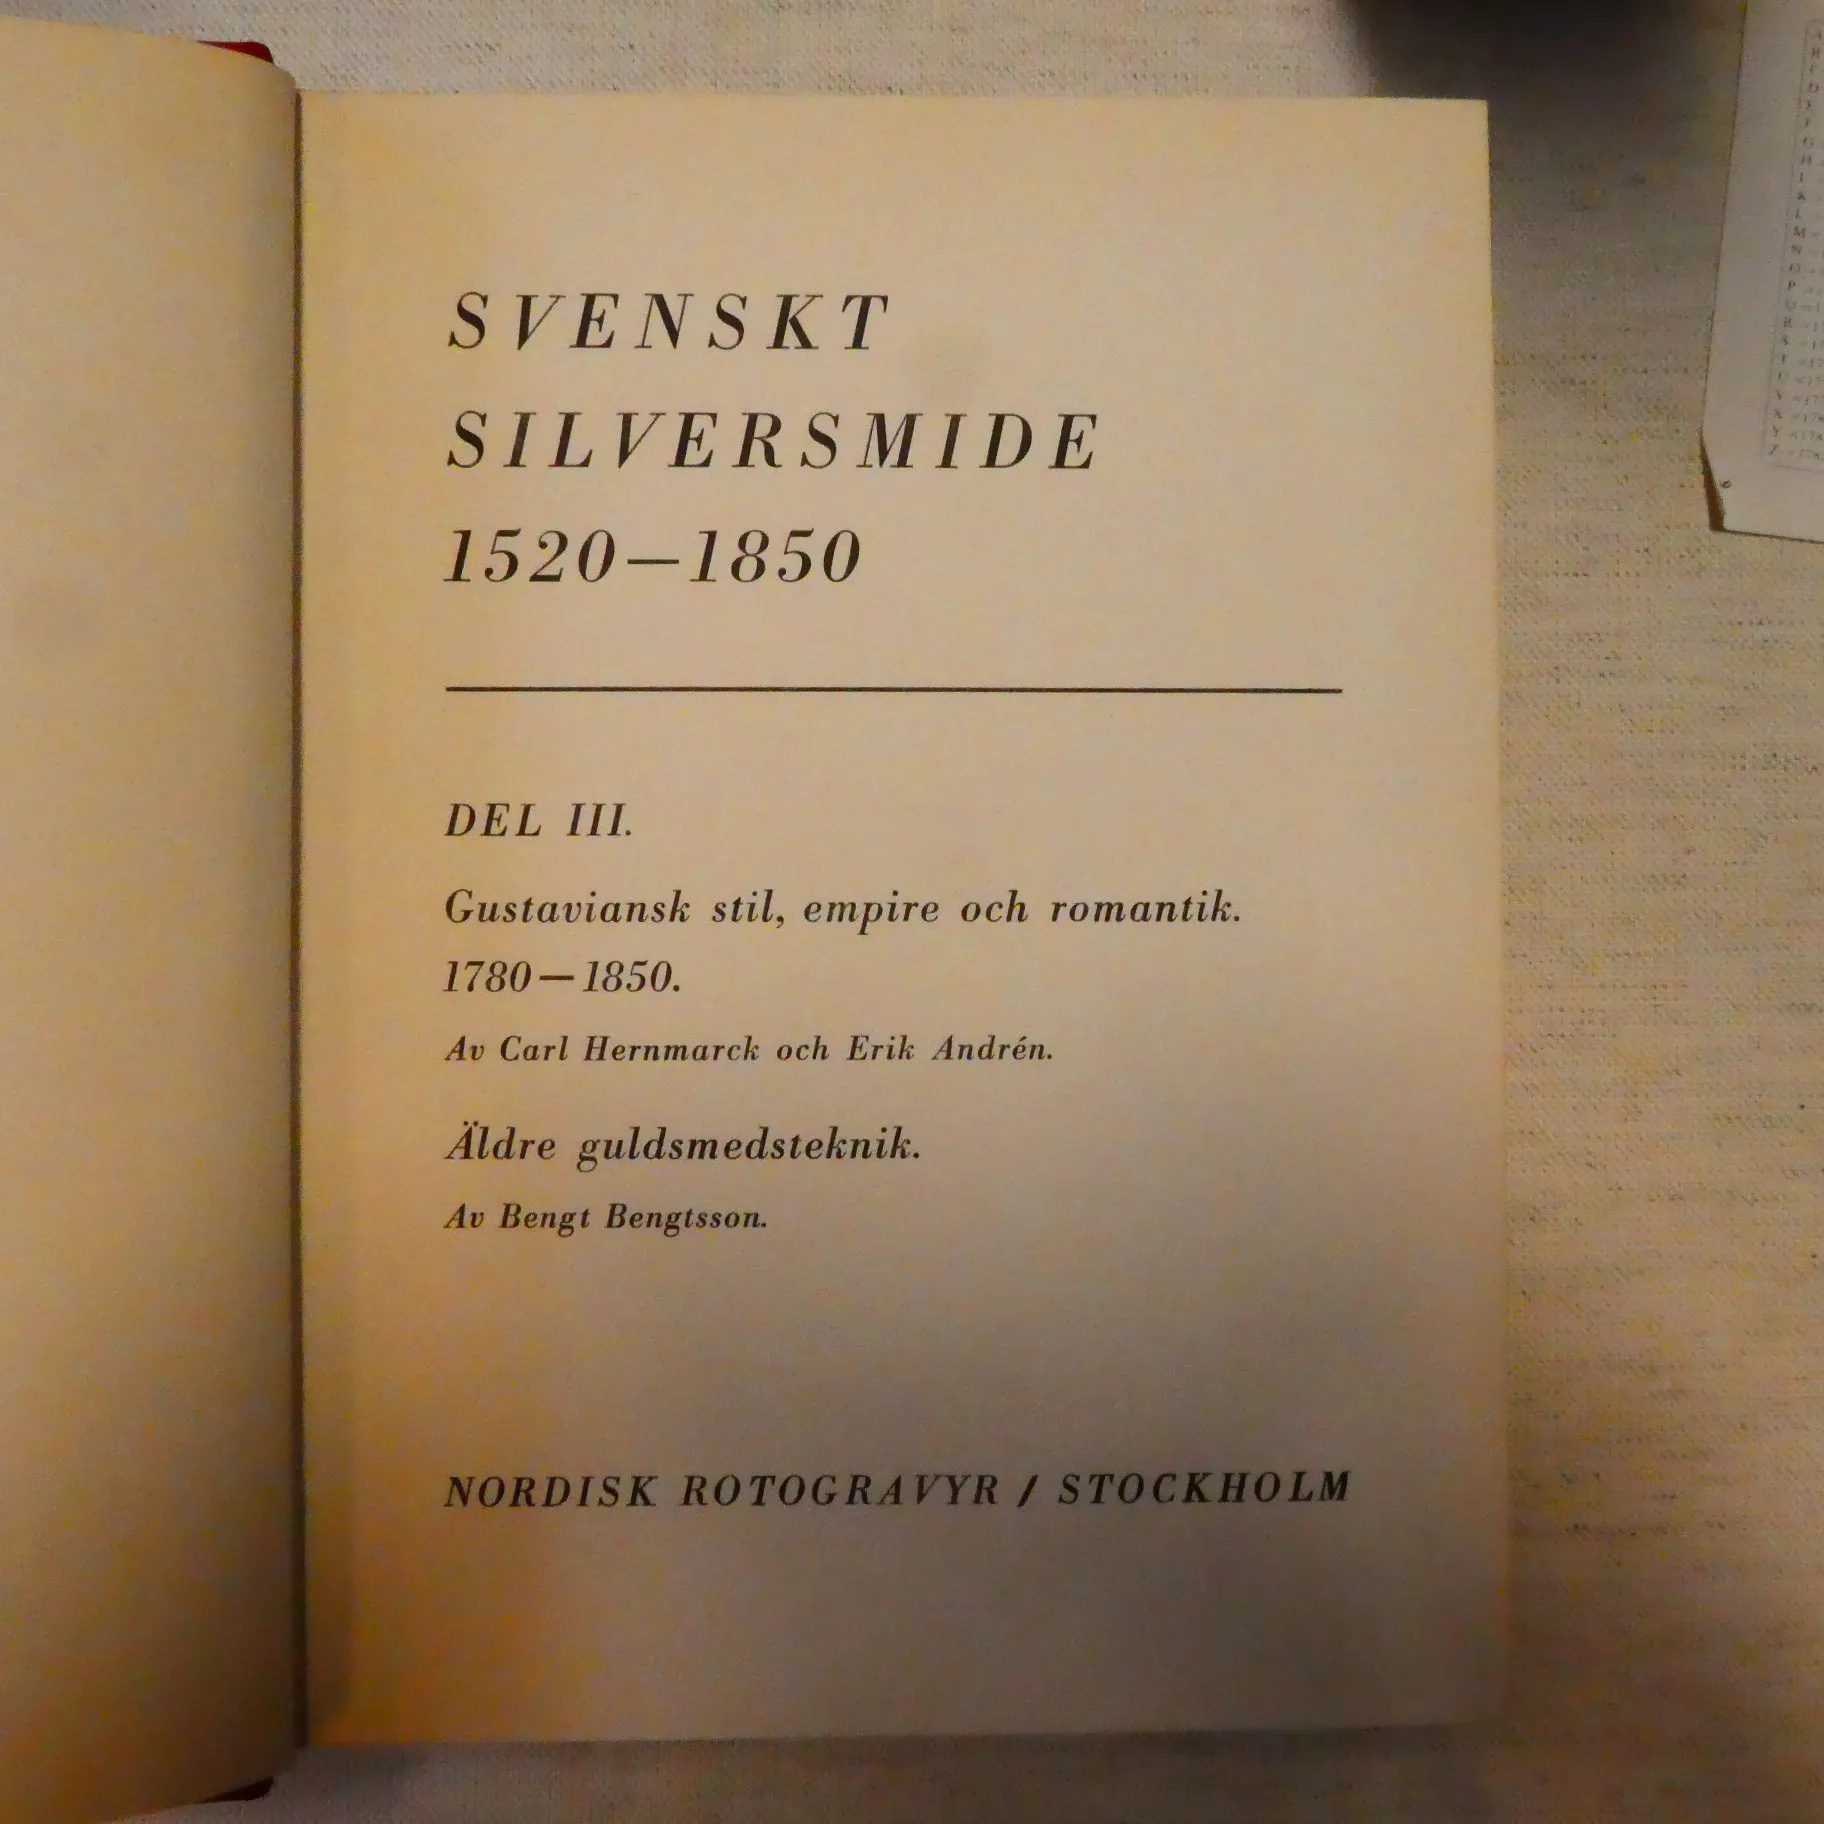 SVENSKT
SILVERSMIDE
1520—1850
DEL III.
Gustaviansk stil, empire och romantik.
1780—1850.
Av Carl Hernmarck och Erik Andrén.
Äldre guldsmedsteknik.
Av Bengt Bengtsson.
NORDISK ROTOGRAVYR / STOCKHOLM